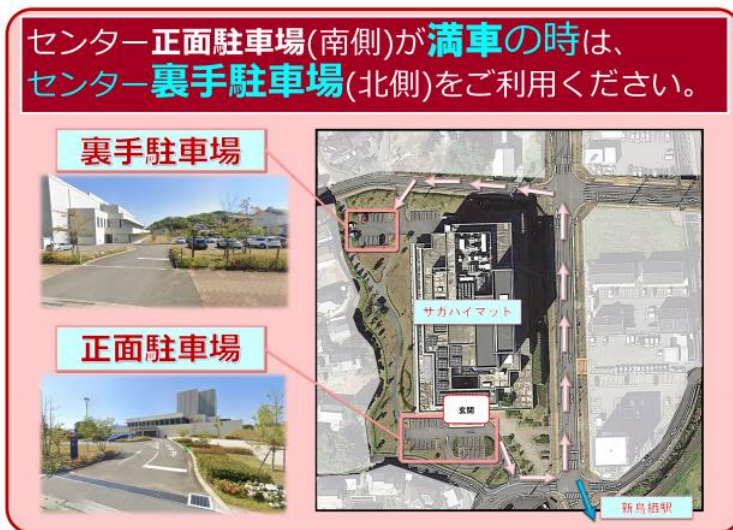 センター正面駐車場(南側)が満車の時は、
センター裏手駐車場(北側)をご利用ください。
裏手駐車場
サガハイマット
正面駐車場
玄関
新鳥栖駅